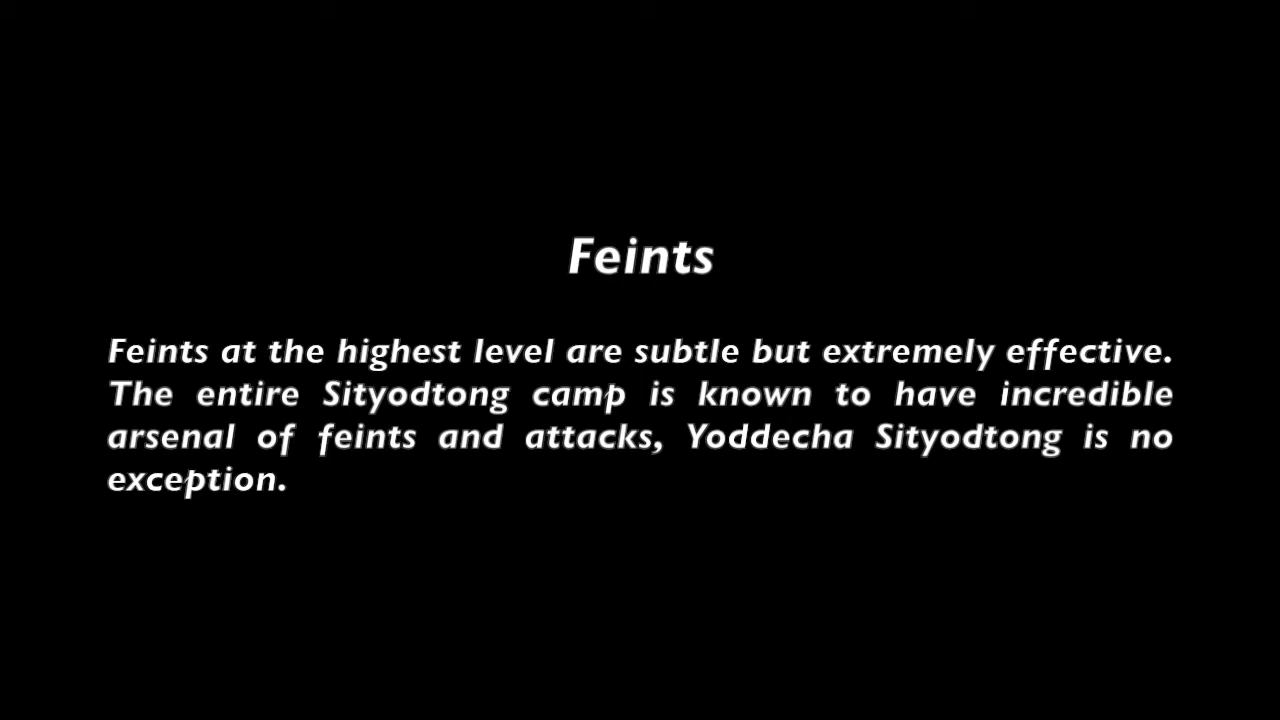 Feints
Feints at the highest level are subtle but extremely effective.
The entire Sityodtong camp is known to have incredible
arsenal of feints and attacks, Yoddecha Sityodtong is no
exception.